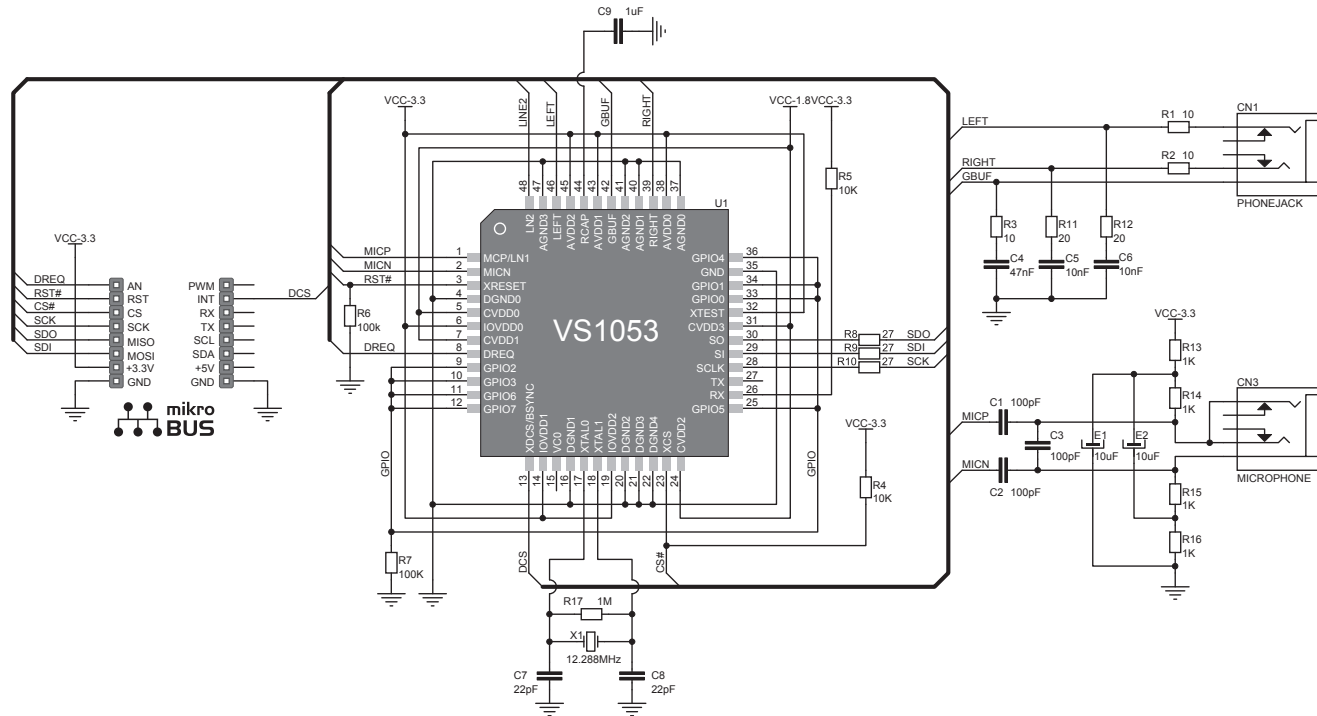 C9 1uF
VCC-3.3
VCC-1.8
VCC-3.3
LINE2
LEFT
GBUF
RIGHT
R5
10K
48
47
46
45
44
43
42
41
40
39
38
37
U1
LN2
AGND3
LEFT
AVDD2
RCAP
AVDD1
GBUF
AGND2
AGND1
RIGHT
AVDD0
AGND0
MICP 1 MCP/LN1
MICN 2 MICN
RST# 3 XRESET
4 DGND0
5 CVDD0
6 IOVDD0
7 CVDD1
DREQ 8 DREQ
9 GPIO2
10 GPIO3
11 GPIO6
12 GPIO7
VS1053
GPIO4 36
GND 35
GPIO1 34
GPIO0 33
XTEST 32
CVDD3 31
SO 30
SI 29
SCLK 28
TX 27
RX 26
GPIO5 25
R8 27 SDO
R9 27 SDI
R10 27 SCK
XDCS/BSYNC
IOVDD1
VC0
DGND1
XTAL0
XTAL1
IOVDD2
DGND2
DGND3
DGND4
XCS
CVDD2
13
14
15
16
17
18
19
20
21
22
23
24
R6
100k
GPIO
GPIO
R7
100K
DCS
CS#
VCC-3.3
R4
10K
R17 1M
X1
12.288MHz
C7
22pF
C8
22pF
VCC-3.3
DREQ
RST#
CS#
SCK
SDO
SDI
AN
RST
CS
SCK
MISO
MOSI
+3.3V
GND
PWM
INT
RX
TX
SCL
SDA
+5V
GND
DCS
mikro
BUS
CN1
LEFT
R1 10
RIGHT
R2 10
GBUF
PHONEJACK
R3
10
R11
20
R12
20
C4
47nF
C5
10nF
C6
10nF
VCC-3.3
R13
1K
R14
1K
CN3
MICP
C1 100pF
C3
100pF
E1
10uF
E2
10uF
MICN
C2 100pF
MICROPHONE
R15
1K
R16
1K